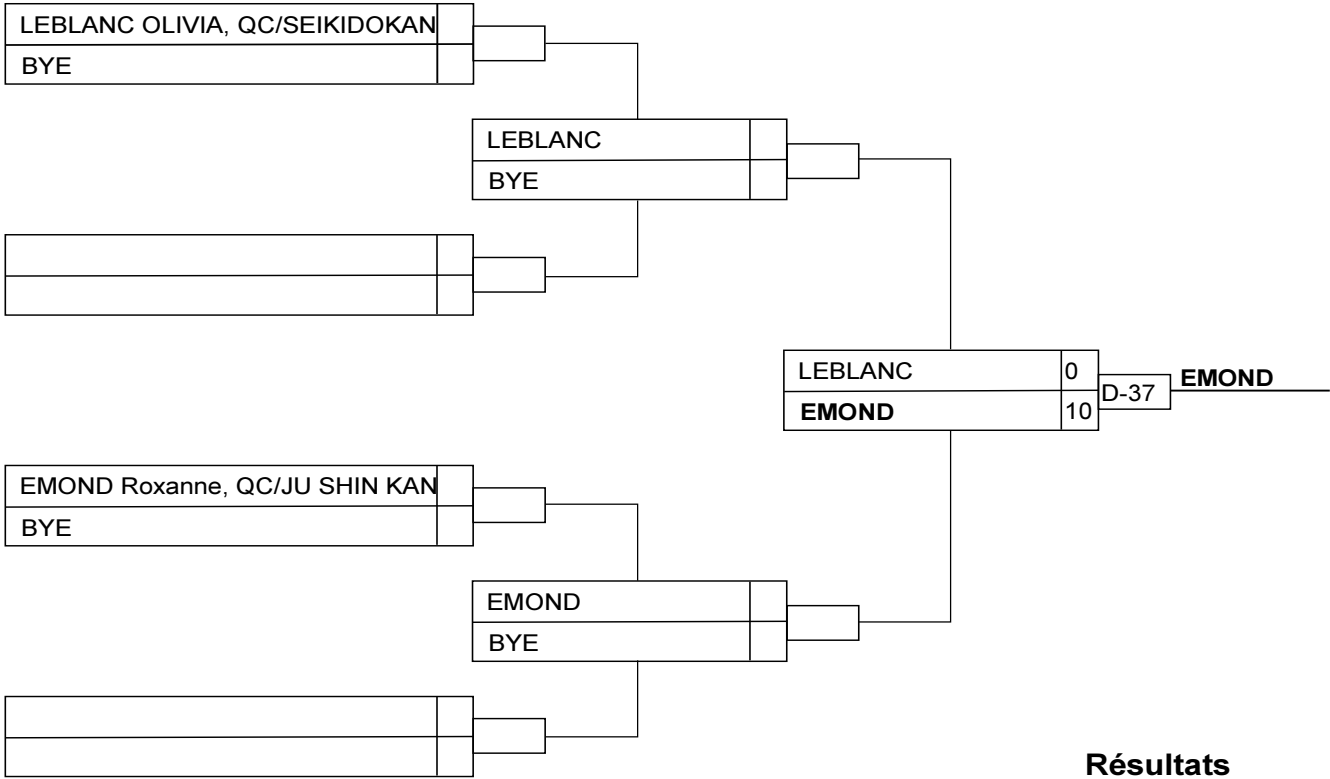 LEBLANC OLIVIA, QC/SEIKIDOKAN
BYE
LEBLANC
BYE
LEBLANC 0
EMOND 10
D-37
EMOND
EMOND Roxanne, QC/JU SHIN KAN
BYE
EMOND
BYE
Résultats